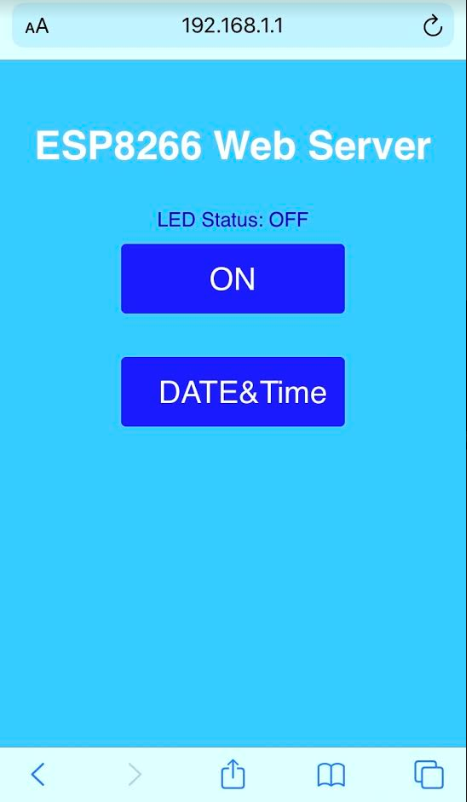 AA 192.168.1.1
ESP8266 Web Server
LED Status: OFF
ON
DATE&Time